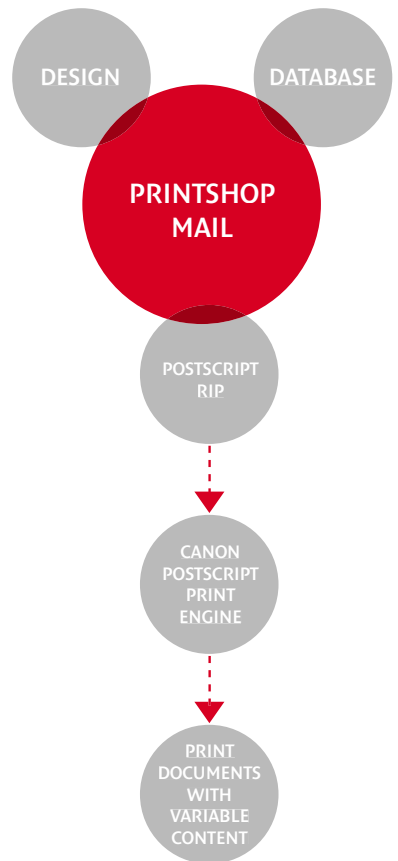 DESIGN
DATABASE
PRINTSHOP
MAIL
POSTSCRIPT
RIP
CANON
POSTSCRIPT
PRINT
ENGINE
PRINT
DOCUMENTS
WITH
VARIABLE
CONTENT